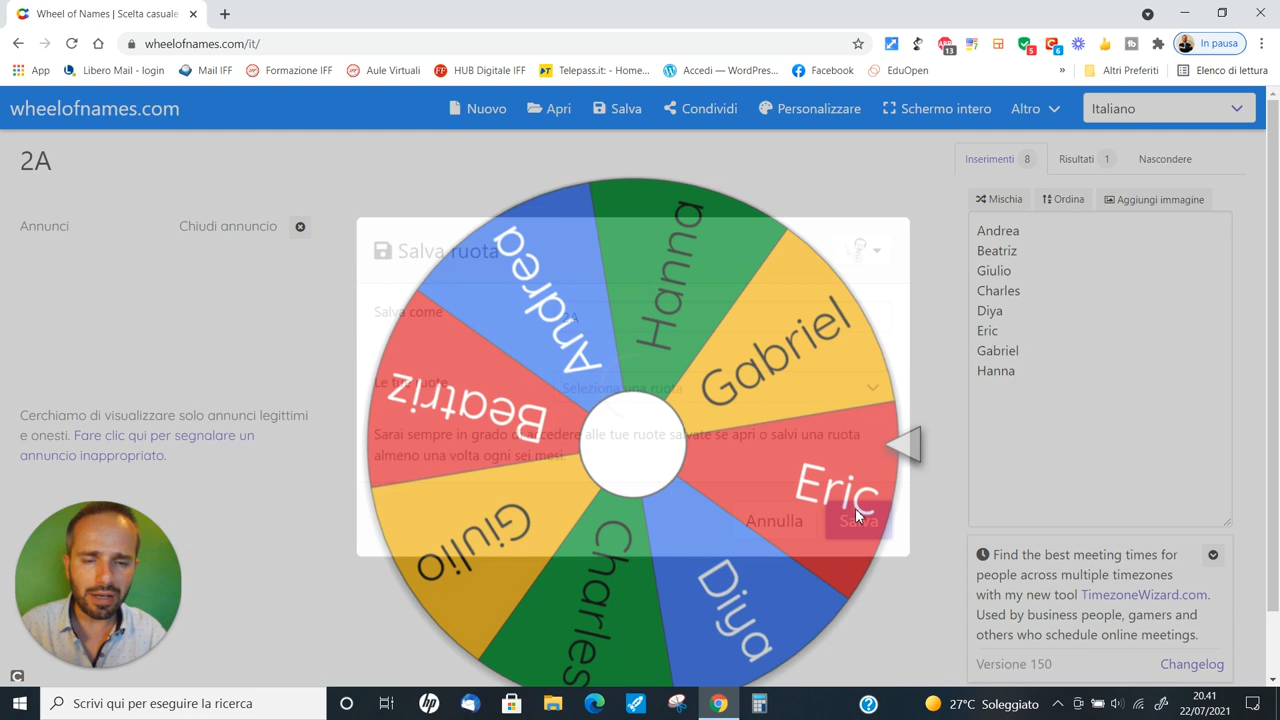 Wheel of Names | Scelta casuale
wheelofnames.com/it/
13
5
6
In pausa
App
Libero Mail - login
Mail IFF
Formazione IFF
Aule Virtuali
HUB Digitale IFF
Telepass.it: - Home...
Accedi — WordPress...
Facebook
EduOpen
»
Altri Preferiti
Elenco di lettura
wheelofnames.com
Nuovo
Apri
Salva
Condividi
Personalizzare
Schermo intero
Altro
Italiano
2A
Annunci
Chiudi annuncio
Cerchiamo di visualizzare solo annunci legittimi
e onesti. Fare clic qui per segnalare un
annuncio inappropriato.
Salva ruota
Salva come
2A
Le tue ruote
Seleziona una ruota
Sarai sempre in grado di accedere alle tue ruote salvate se apri o salvi una ruota
almeno una volta ogni sei mesi.
Annulla
Salva
Hanna
Gabriel
Eric
Diya
Charles
Giulio
Beatriz
Andrea
Inserimenti 8
Risultati 1
Nascondere
Mischia
Ordina
Aggiungi immagine
Andrea
Beatriz
Giulio
Charles
Diya
Eric
Gabriel
Hanna
Find the best meeting times for
people across multiple timezones
with my new tool TimezoneWizard.com.
Used by business people, gamers and
others who schedule online meetings.
Versione 150
Changelog
Scrivi qui per eseguire la ricerca
27°C Soleggiato
20.41
22/07/2021